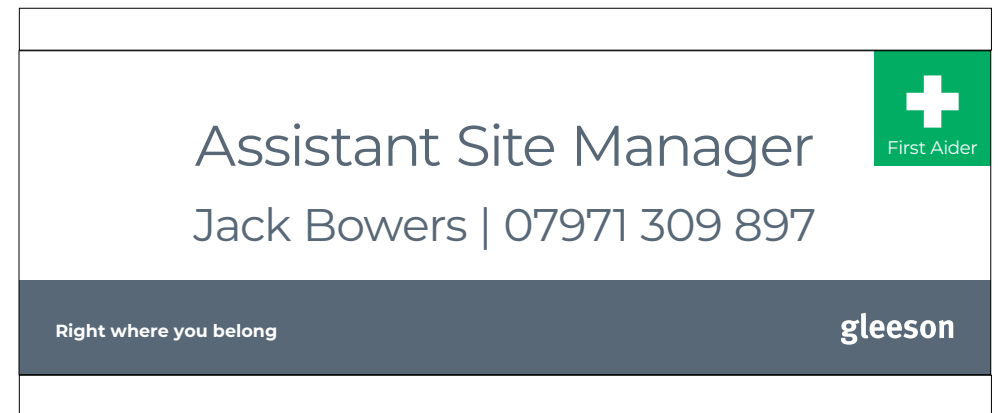 First Aider
Assistant Site Manager
Jack Bowers | 07971 309 897
Right where you belong
gleeson